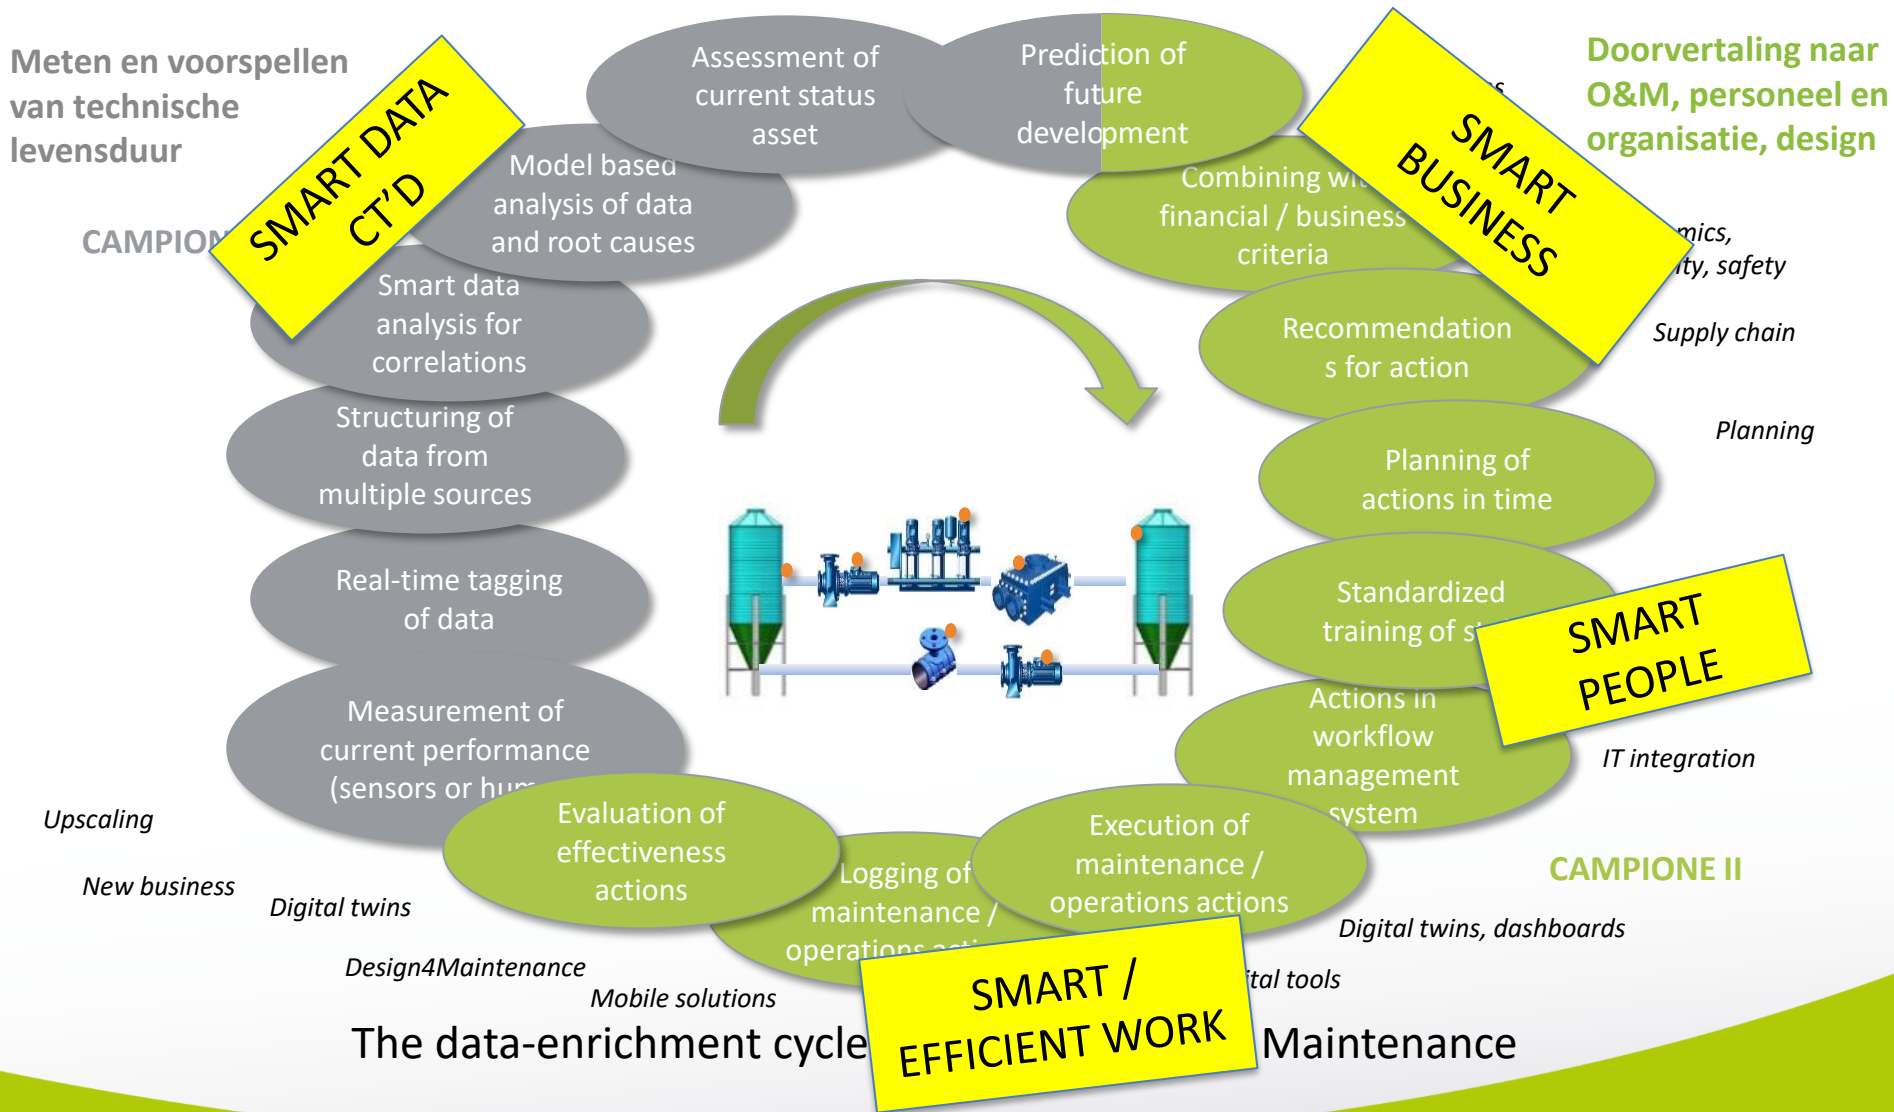 Meten en voorspellen
van technische
levensduur
CAMPION
SMART DATA
CT’D
Assessment of
current status
asset
Prediction of
future
development
SMART
BUSINESS
Doorvertaling naar
O&M, personeel en
organisatie, design
Model based
analysis of data
and root causes
Combining
financial / business
criteria
safety
Smart data
analysis for
correlations
Recommendation
s for action
Supply chain
Structuring of
data from
multiple sources
Planning of
actions in time
Planning
Real-time tagging
of data
Standardized
training of
SMART
PEOPLE
Measurement of
current performance
(sensors or
Actions in
workflow
management
system
IT integration
Evaluation of
effectiveness
actions
Logging of
maintenance /
operations
Execution of
maintenance /
operations actions
CAMPIONE II
Upscaling
New business
Digital twins
Design4Maintenance
Mobile solutions
Digital twins, dashboards
tools
SMART /
EFFICIENT WORK
The data-enrichment cycle Maintenance